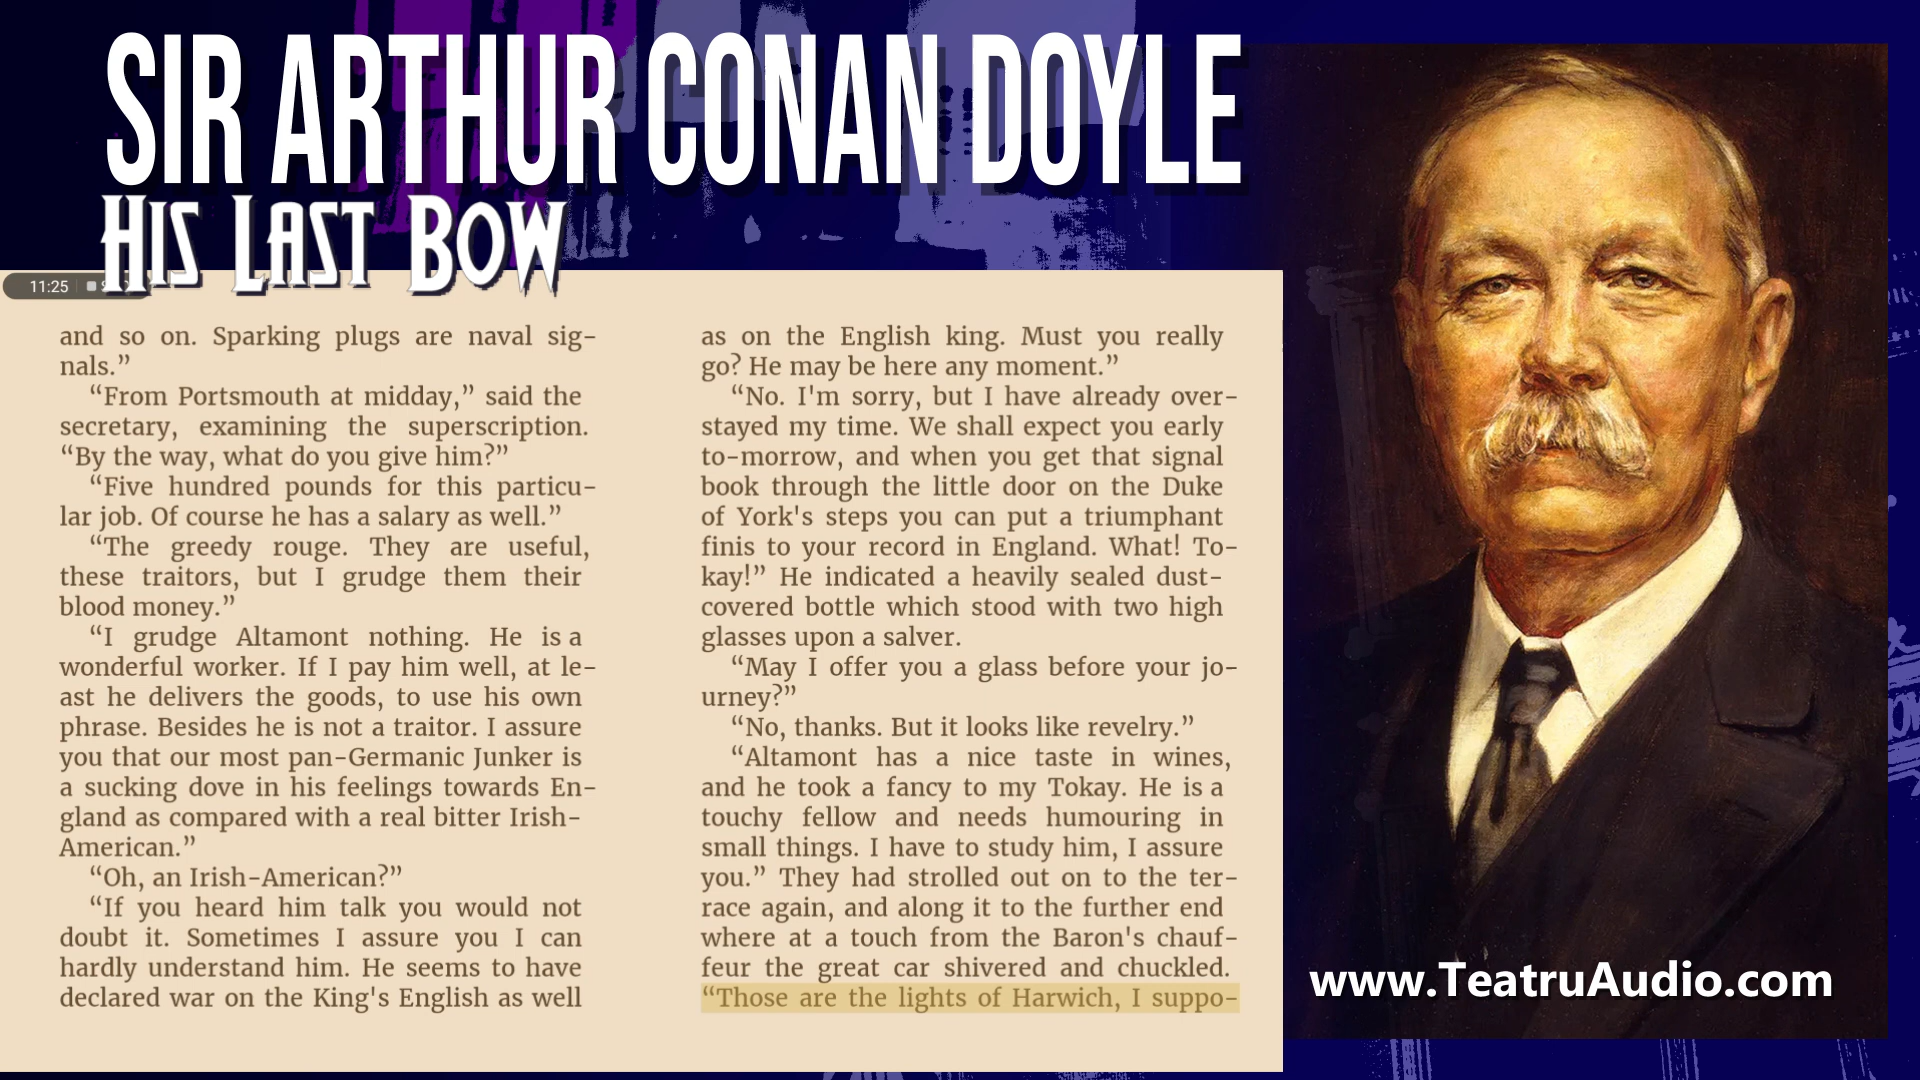 SIR ARTHUR CONAN DOYLE
HIS LAST BOW
11:25
and so on. Sparking plugs are naval sig-
nals.”
“From Portsmouth at midday,” said the
secretary, examining the superscription.
“By the way, what do you give him?”
“Five hundred pounds for this particu-
lar job. Of course he has a salary as well.”
“The greedy rouge. They are useful,
these traitors, but I grudge them their
blood money.”
“I grudge Altamont nothing. He is a
wonderful worker. If I pay him well, at le-
ast he delivers the goods, to use his own
phrase. Besides he is not a traitor. I assure
you that our most pan-Germanic Junker is
a sucking dove in his feelings towards En-
gland as compared with a real bitter Irish-
American.”
“Oh, an Irish-American?”
“If you heard him talk you would not
doubt it. Sometimes I assure you I can
hardly understand him. He seems to have
declared war on the King's English as well
as on the English king. Must you really
go? He may be here any moment.”
“No. I'm sorry, but I have already over-
stayed my time. We shall expect you early
to-morrow, and when you get that signal
book through the little door on the Duke
of York's steps you can put a triumphant
finis to your record in England. What! To-
kay!” He indicated a heavily sealed dust-
covered bottle which stood with two high
glasses upon a salver.
“May I offer you a glass before your jo-
urney?”
“No, thanks. But it looks like revelry.”
“Altamont has a nice taste in wines,
and he took a fancy to my Tokay. He is a
touchy fellow and needs humouring in
small things. I have to study him, I assure
you.” They had strolled out on to the ter-
race again, and along it to the further end
where at a touch from the Baron's chauf-
feur the great car shivered and chuckled.
“Those are the lights of Harwich, I suppo-
www.TeatruAudio.com